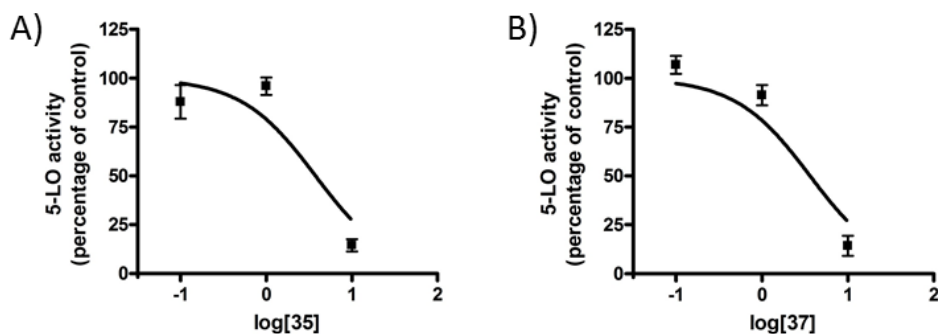 A)
125
100
75
50
25
0
5-LO activity
(percentage of control)
-1
0
1
2
log[35]
B)
125
100
75
50
25
0
5-LO activity
(percentage of control)
-1
0
1
2
log[37]